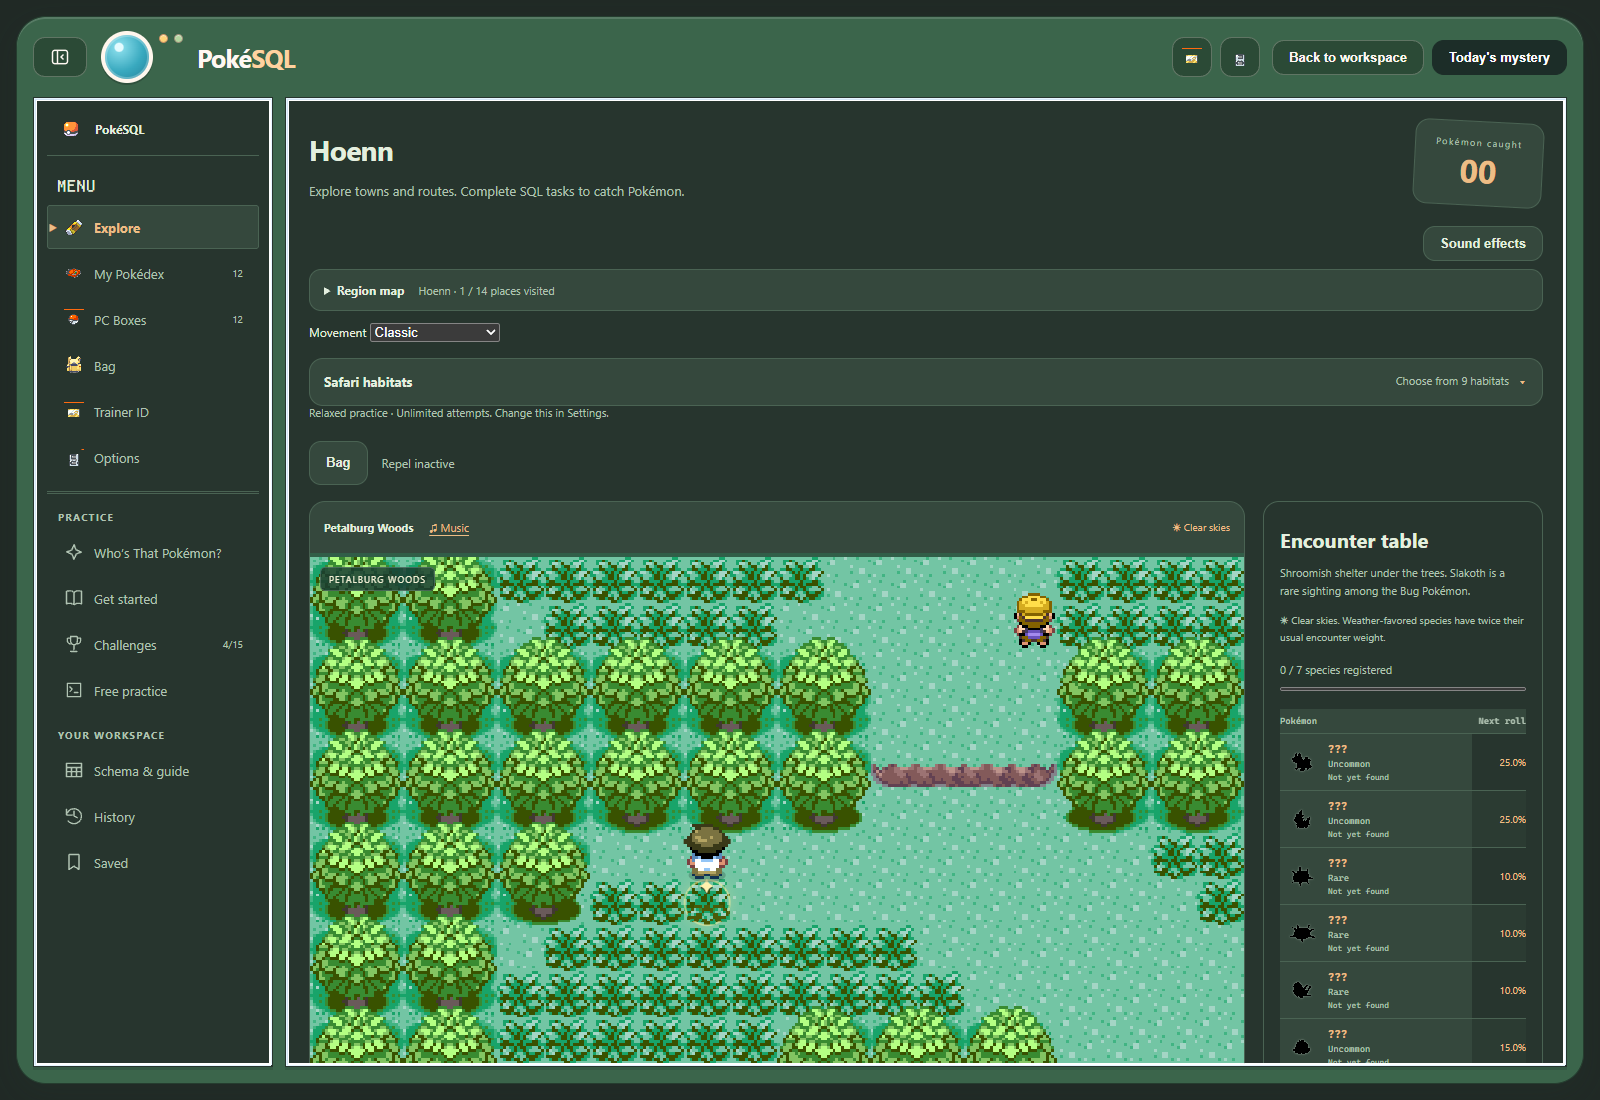 PokéSQL
Back to workspace
Today's mystery
PokéSQL
MENU
Explore
My Pokédex 12
PC Boxes 12
Bag
Trainer ID
Options
PRACTICE
Who's That Pokémon?
Get started
Challenges 4/15
Free practice
YOUR WORKSPACE
Schema & guide
History
Saved
Hoenn
Explore towns and routes. Complete SQL tasks to catch Pokémon.
Pokémon caught
00
Sound effects
Region map Hoenn · 1 / 14 places visited
Movement Classic
Safari habitats Choose from 9 habitats
Relaxed practice · Unlimited attempts. Change this in Settings.
Bag Repel inactive
Petalburg Woods ♫ Music ☀ Clear skies
PETALBURG WOODS
Encounter table
Shroomish shelter under the trees. Slakoth is a
rare sighting among the Bug Pokémon.
☀ Clear skies. Weather-favored species have twice their
usual encounter weight.
0 / 7 species registered
Pokémon Next roll
???
Uncommon 25.0%
Not yet found
???
Uncommon 25.0%
Not yet found
???
Rare 10.0%
Not yet found
???
Rare 10.0%
Not yet found
???
Rare 10.0%
Not yet found
???
Uncommon 15.0%
Not yet found